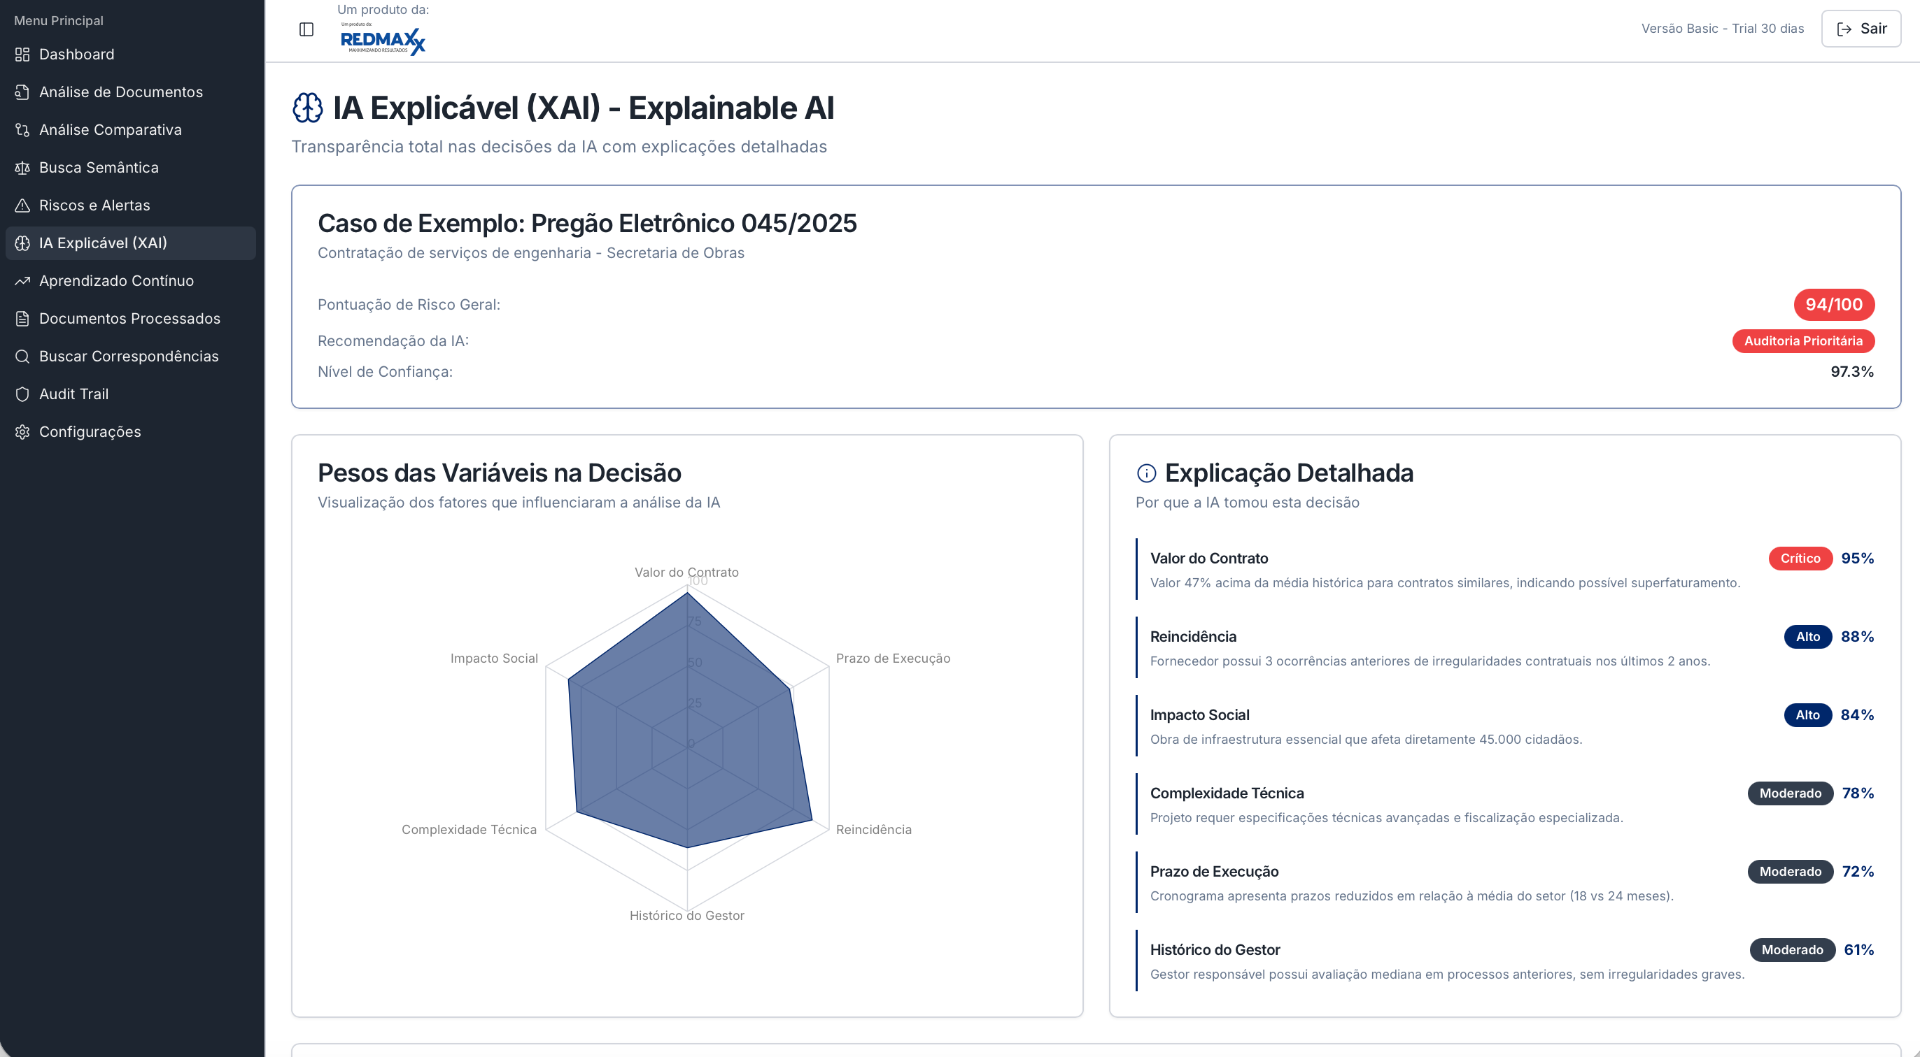 Menu Principal
Dashboard
Análise de Documentos
Análise Comparativa
Busca Semântica
Riscos e Alertas
IA Explicável (XAI)
Aprendizado Contínuo
Documentos Processados
Buscar Correspondências
Audit Trail
Configurações
Um produto da:
Um produto da:
REDMAXX
MAXXIMIZANDO RESULTADOS
Versão Basic - Trial 30 dias
Sair
IA Explicável (XAI) - Explainable AI
Transparência total nas decisões da IA com explicações detalhadas
Caso de Exemplo: Pregão Eletrônico 045/2025
Contratação de serviços de engenharia - Secretaria de Obras
Pontuação de Risco Geral:
94/100
Recomendação da IA:
Auditoria Prioritária
Nível de Confiança:
97.3%
Pesos das Variáveis na Decisão
Visualização dos fatores que influenciaram a análise da IA
Valor do Contrato
100
75
50
25
0
Impacto Social
Prazo de Execução
Complexidade Técnica
Reincidência
Histórico do Gestor
Explicação Detalhada
Por que a IA tomou esta decisão
Valor do Contrato
Crítico 95%
Valor 47% acima da média histórica para contratos similares, indicando possível superfaturamento.
Reincidência
Alto 88%
Fornecedor possui 3 ocorrências anteriores de irregularidades contratuais nos últimos 2 anos.
Impacto Social
Alto 84%
Obra de infraestrutura essencial que afeta diretamente 45.000 cidadãos.
Complexidade Técnica
Moderado 78%
Projeto requer especificações técnicas avançadas e fiscalização especializada.
Prazo de Execução
Moderado 72%
Cronograma apresenta prazos reduzidos em relação à média do setor (18 vs 24 meses).
Histórico do Gestor
Moderado 61%
Gestor responsável possui avaliação mediana em processos anteriores, sem irregularidades graves.